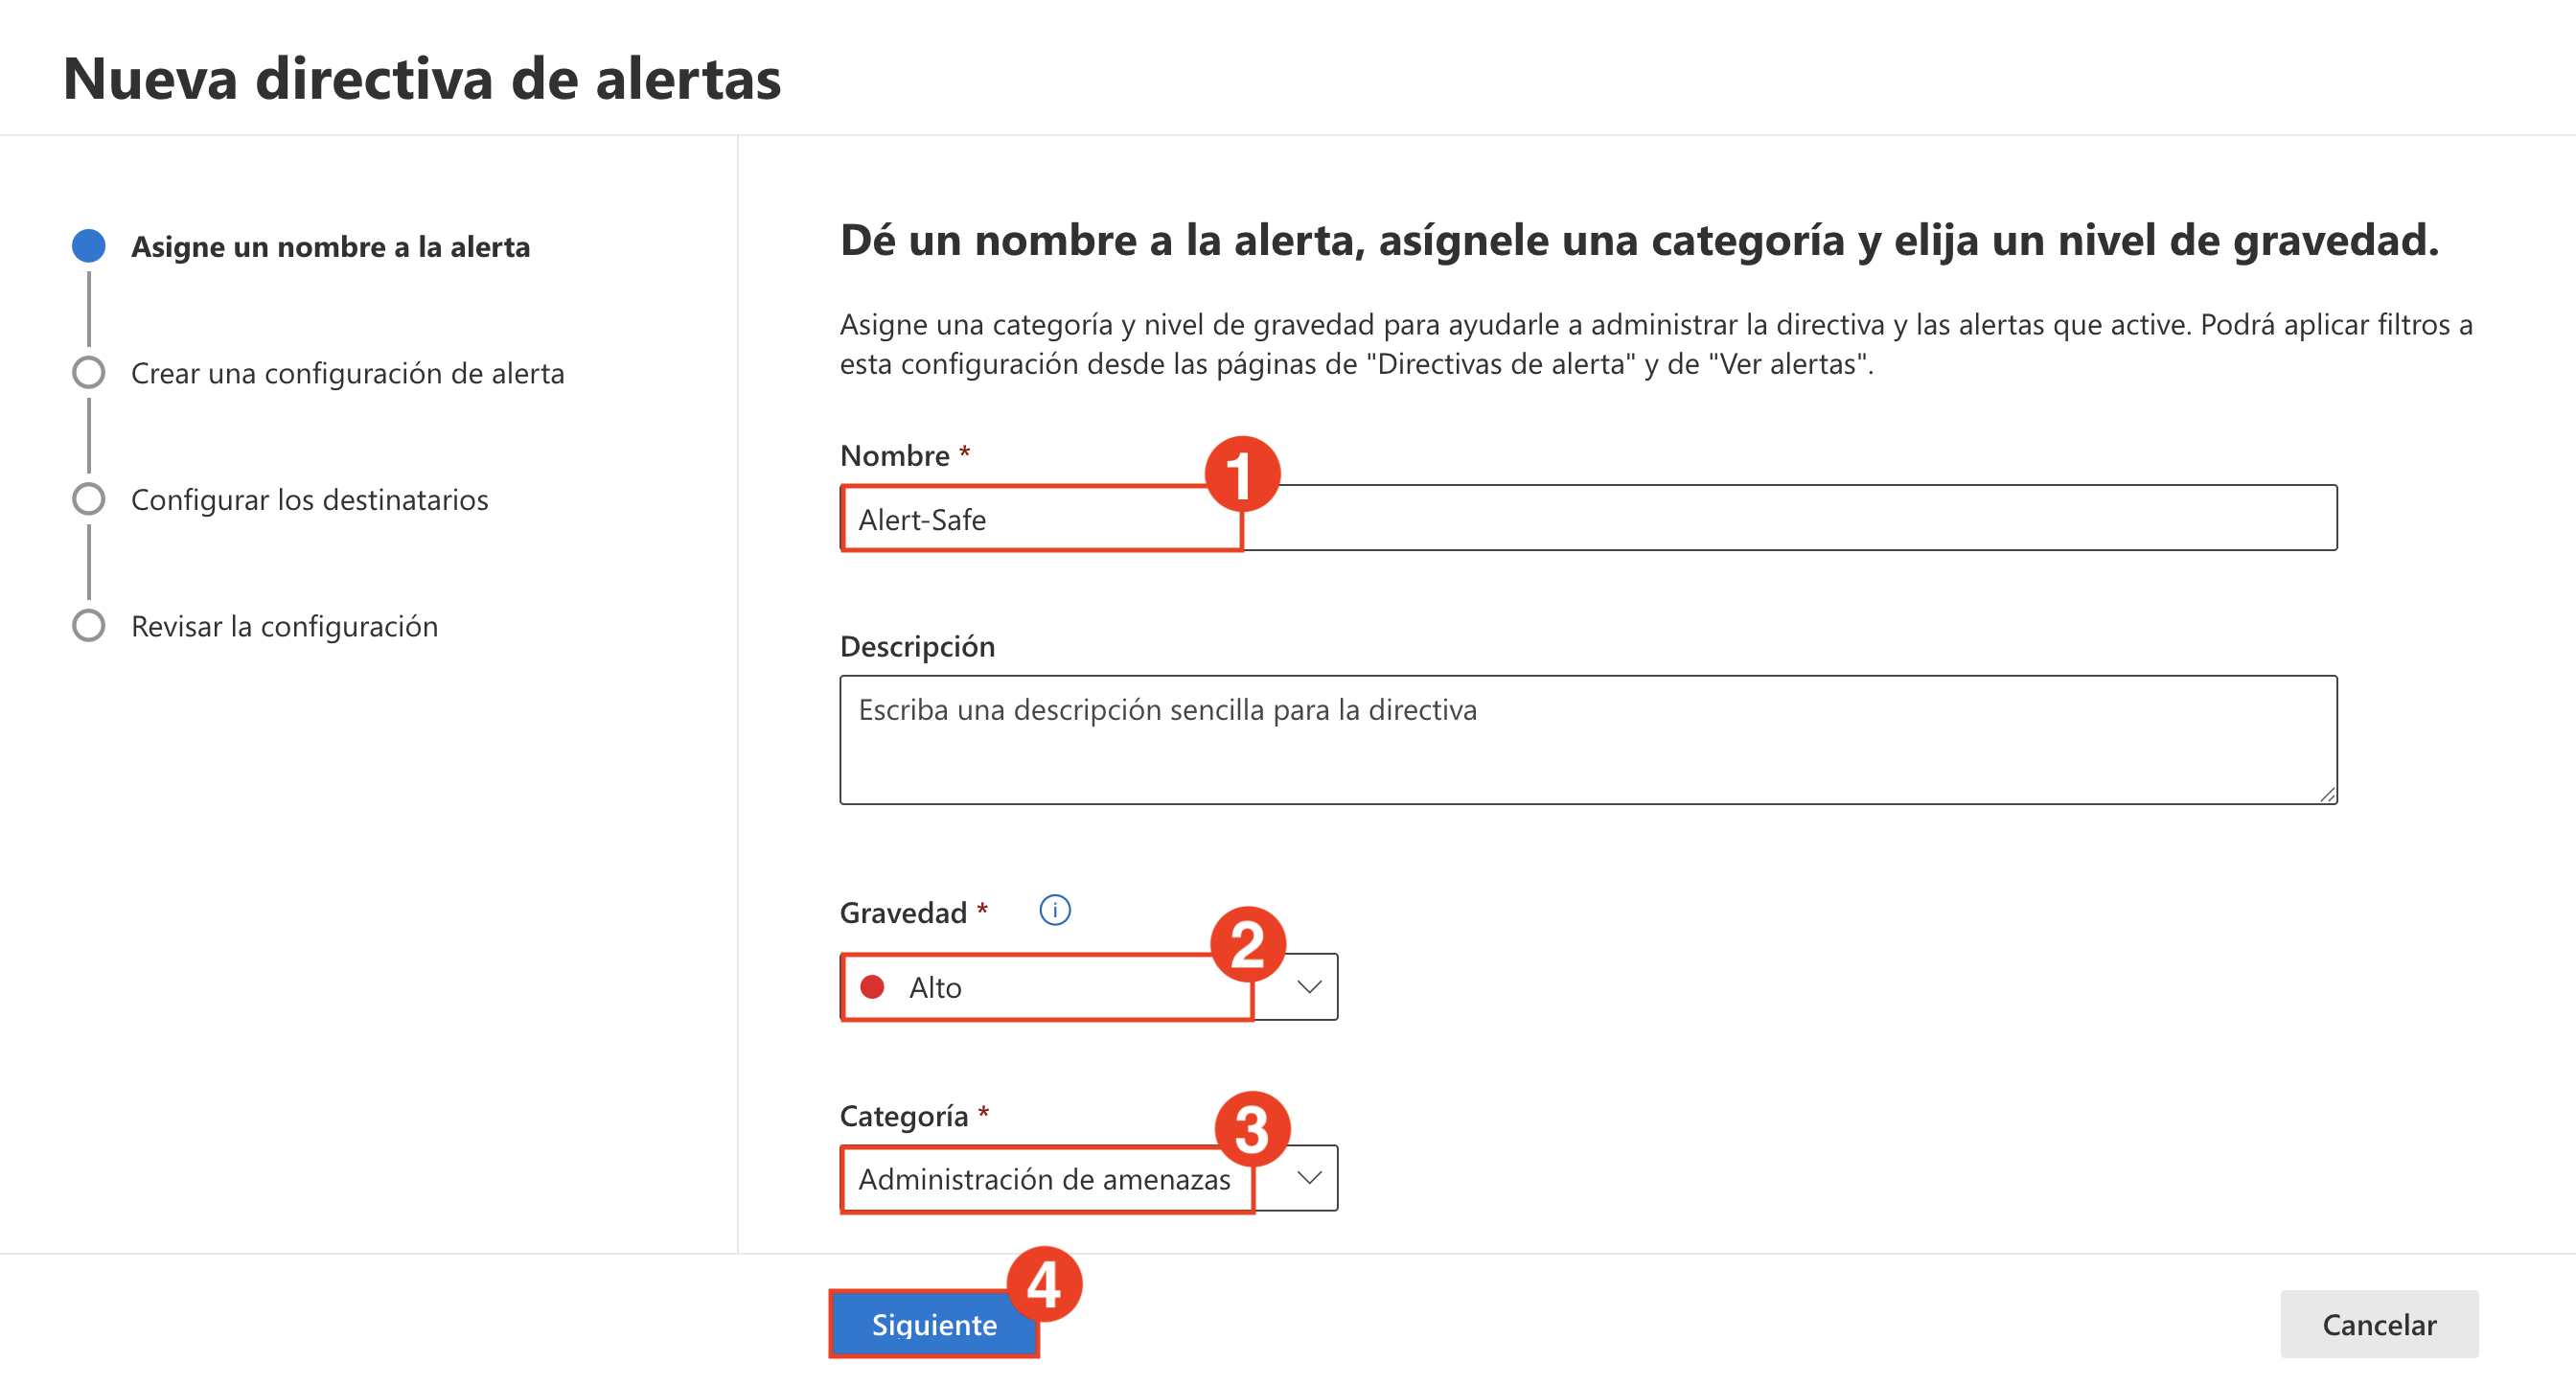 Nueva directiva de alertas
Asigne un nombre a la alerta
Crear una configuración de alerta
Configurar los destinatarios
Revisar la configuración
Dé un nombre a la alerta, asígnele una categoría y elija un nivel de gravedad.
Asigne una categoría y nivel de gravedad para ayudarle a administrar la directiva y las alertas que active. Podrá aplicar filtros a
esta configuración desde las páginas de "Directivas de alerta" y de "Ver alertas".
Nombre *
1
Alert-Safe
Descripción
Escriba una descripción sencilla para la directiva
Gravedad * i
2
Alto
Categoría *
3
Administración de amenazas
4
Siguiente
Cancelar